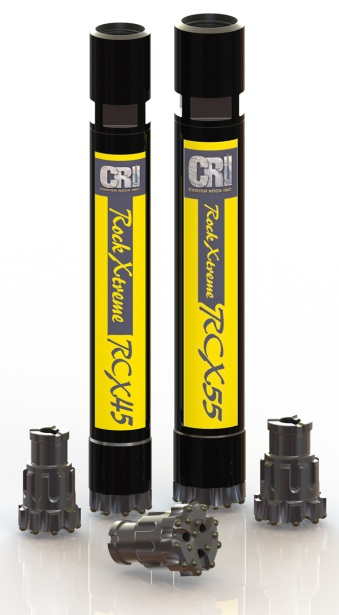 CRI
CENTER ROCK INC
Rock Xtreme RCX45
CRI
CENTER ROCK INC
Rock Xtreme RCX55